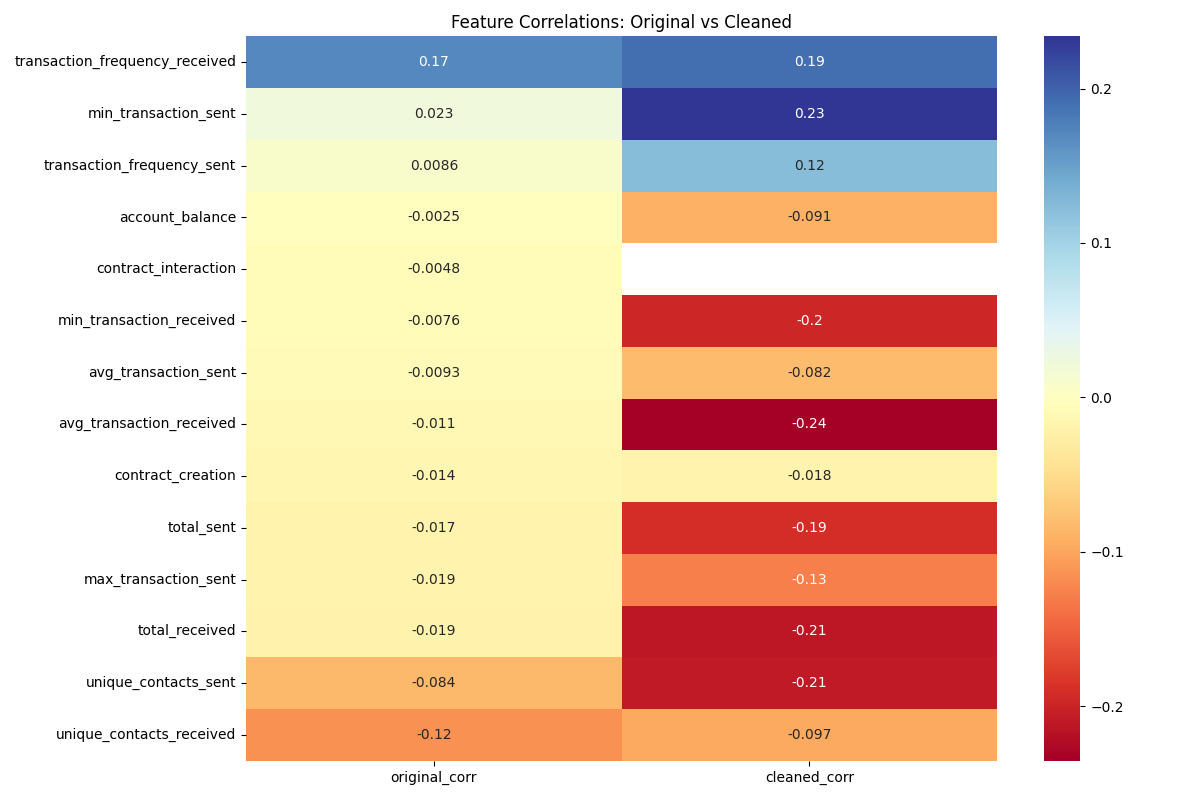 Feature Correlations: Original vs Cleaned
transaction_frequency_received 0.17 0.19
min_transaction_sent 0.023 0.23
transaction_frequency_sent 0.0086 0.12
account_balance -0.0025 -0.091
contract_interaction -0.0048
min_transaction_received -0.0076 -0.2
avg_transaction_sent -0.0093 -0.082
avg_transaction_received -0.011 -0.24
contract_creation -0.014 -0.018
total_sent -0.017 -0.19
max_transaction_sent -0.019 -0.13
total_received -0.019 -0.21
unique_contacts_sent -0.084 -0.21
unique_contacts_received -0.12 -0.097
original_corr cleaned_corr
0.2
0.1
0.0
−0.1
−0.2